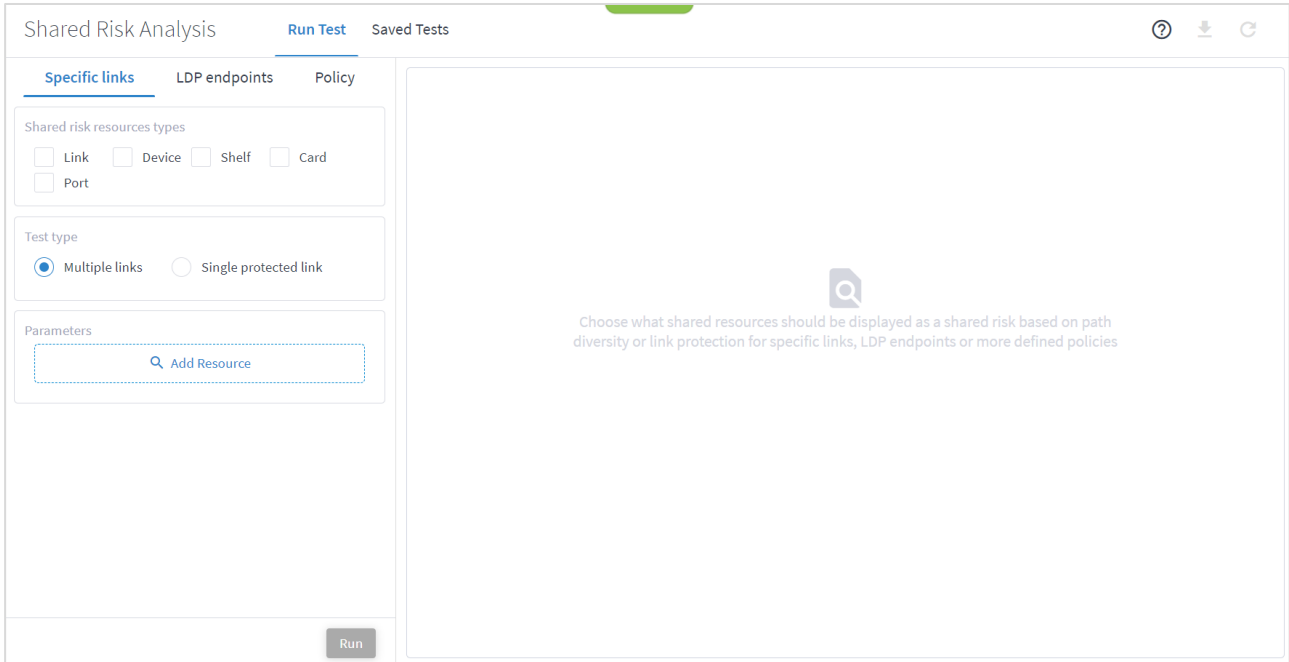 Shared Risk Analysis
Run Test
Saved Tests
Specific links
LDP endpoints
Policy
Shared risk resources types
Link
Device
Shelf
Card
Port
Test type
Multiple links
Single protected link
Parameters
Add Resource
Run
Choose what shared resources should be displayed as a shared risk based on path
diversity or link protection for specific links, LDP endpoints or more defined policies